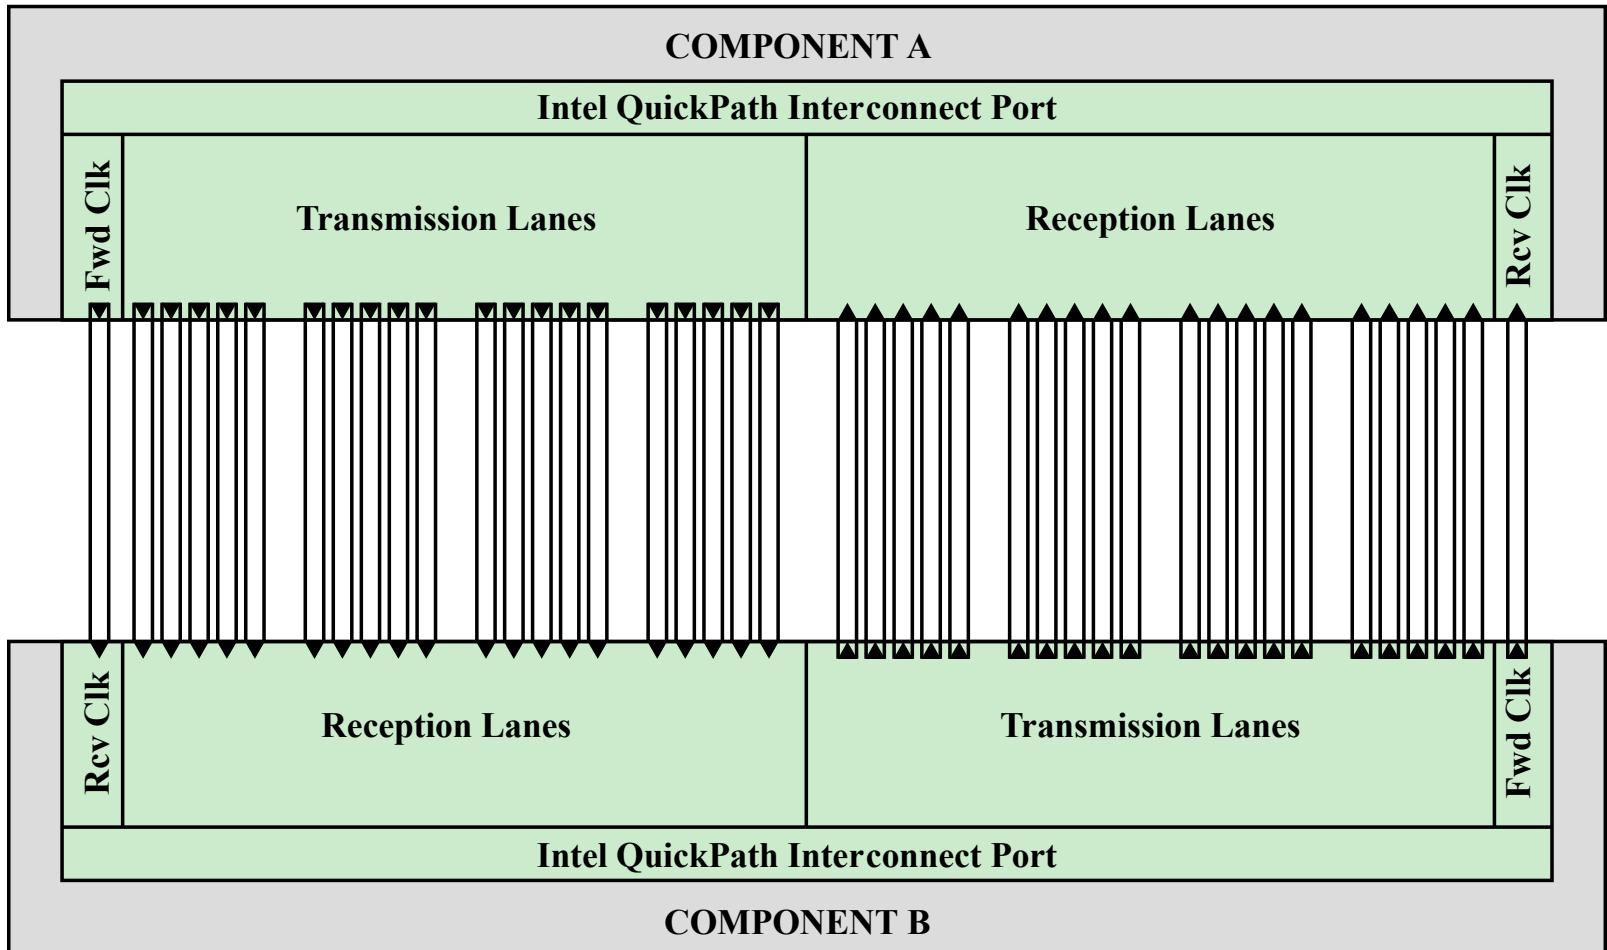 COMPONENT A
Intel QuickPath Interconnect Port
Fwd Clk
Transmission Lanes
Reception Lanes
Rcv Clk
Rcv Clk
Reception Lanes
Transmission Lanes
Fwd Clk
Intel QuickPath Interconnect Port
COMPONENT B